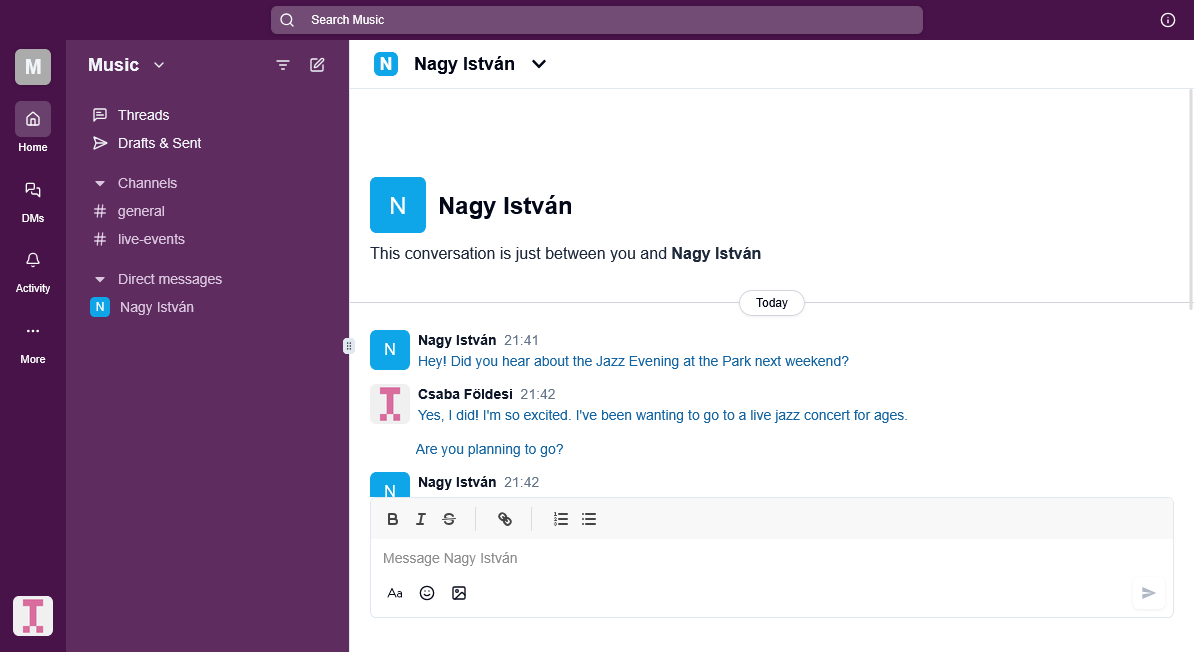 Search Music
M
Music
Home
DMs
Activity
More
Threads
Drafts & Sent
Channels
general
live-events
Direct messages
N Nagy István
N Nagy István
N Nagy István
This conversation is just between you and Nagy István
Today
N
Nagy István 21:41
Hey! Did you hear about the Jazz Evening at the Park next weekend?
Csaba Földesi 21:42
Yes, I did! I'm so excited. I've been wanting to go to a live jazz concert for ages.
Are you planning to go?
N
Nagy István 21:42
B I S
Message Nagy István
Aa